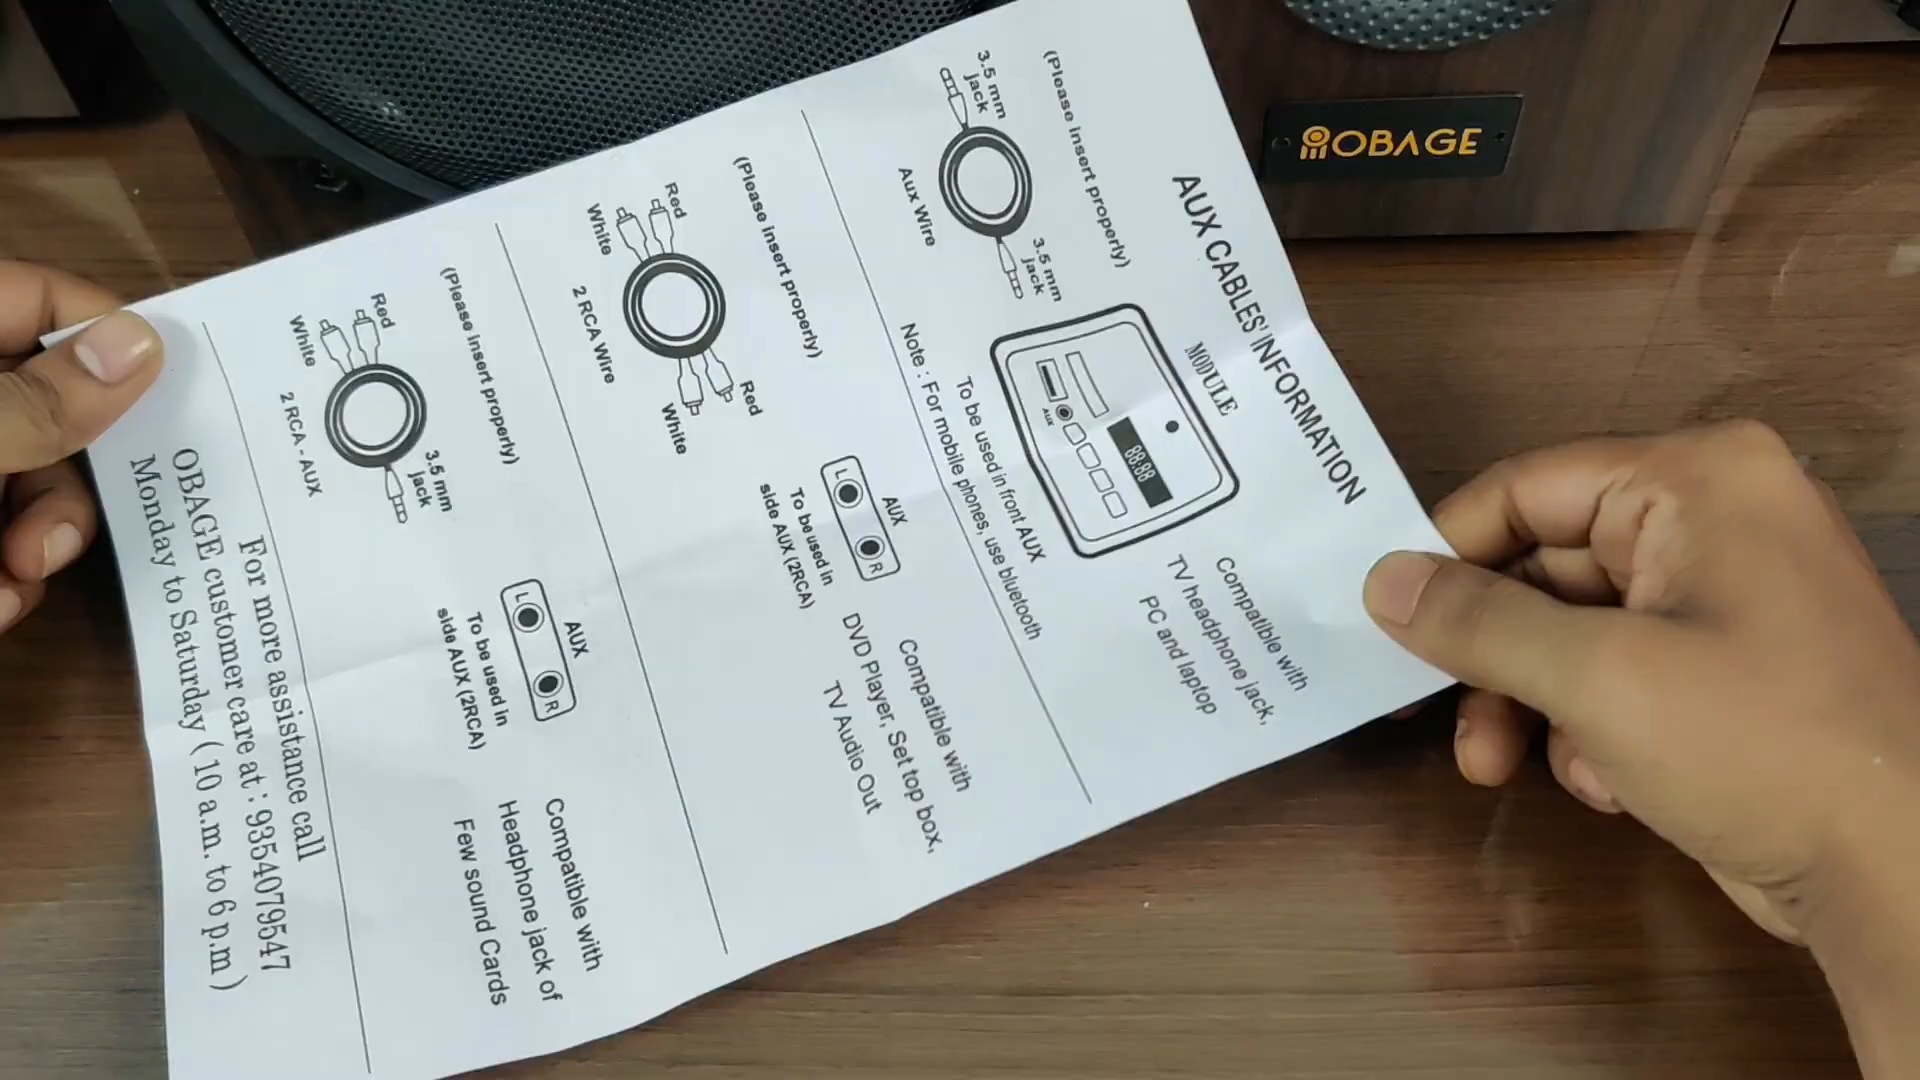 OBAGE
AUX CABLES' INFORMATION
(Please insert properly)
3.5 mm
jack
3.5 mm
jack
Aux Wire
MODULE
88:88
AUX
To be used in front AUX
Note : For mobile phones, use bluetooth
Compatible with
TV headphone jack,
PC and laptop
(Please insert properly)
Red
White
Red
White
2 RCA Wire
AUX
L
R
To be used in
side AUX (2RCA)
Compatible with
DVD Player, Set top box,
TV Audio Out
(Please insert properly)
Red
White
3.5 mm
jack
2 RCA - AUX
AUX
L
R
To be used in
side AUX (2RCA)
Compatible with
Headphone jack of
Few sound Cards
For more assistance call
OBAGE customer care at : 9354079547
Monday to Saturday ( 10 a.m. to 6 p.m )